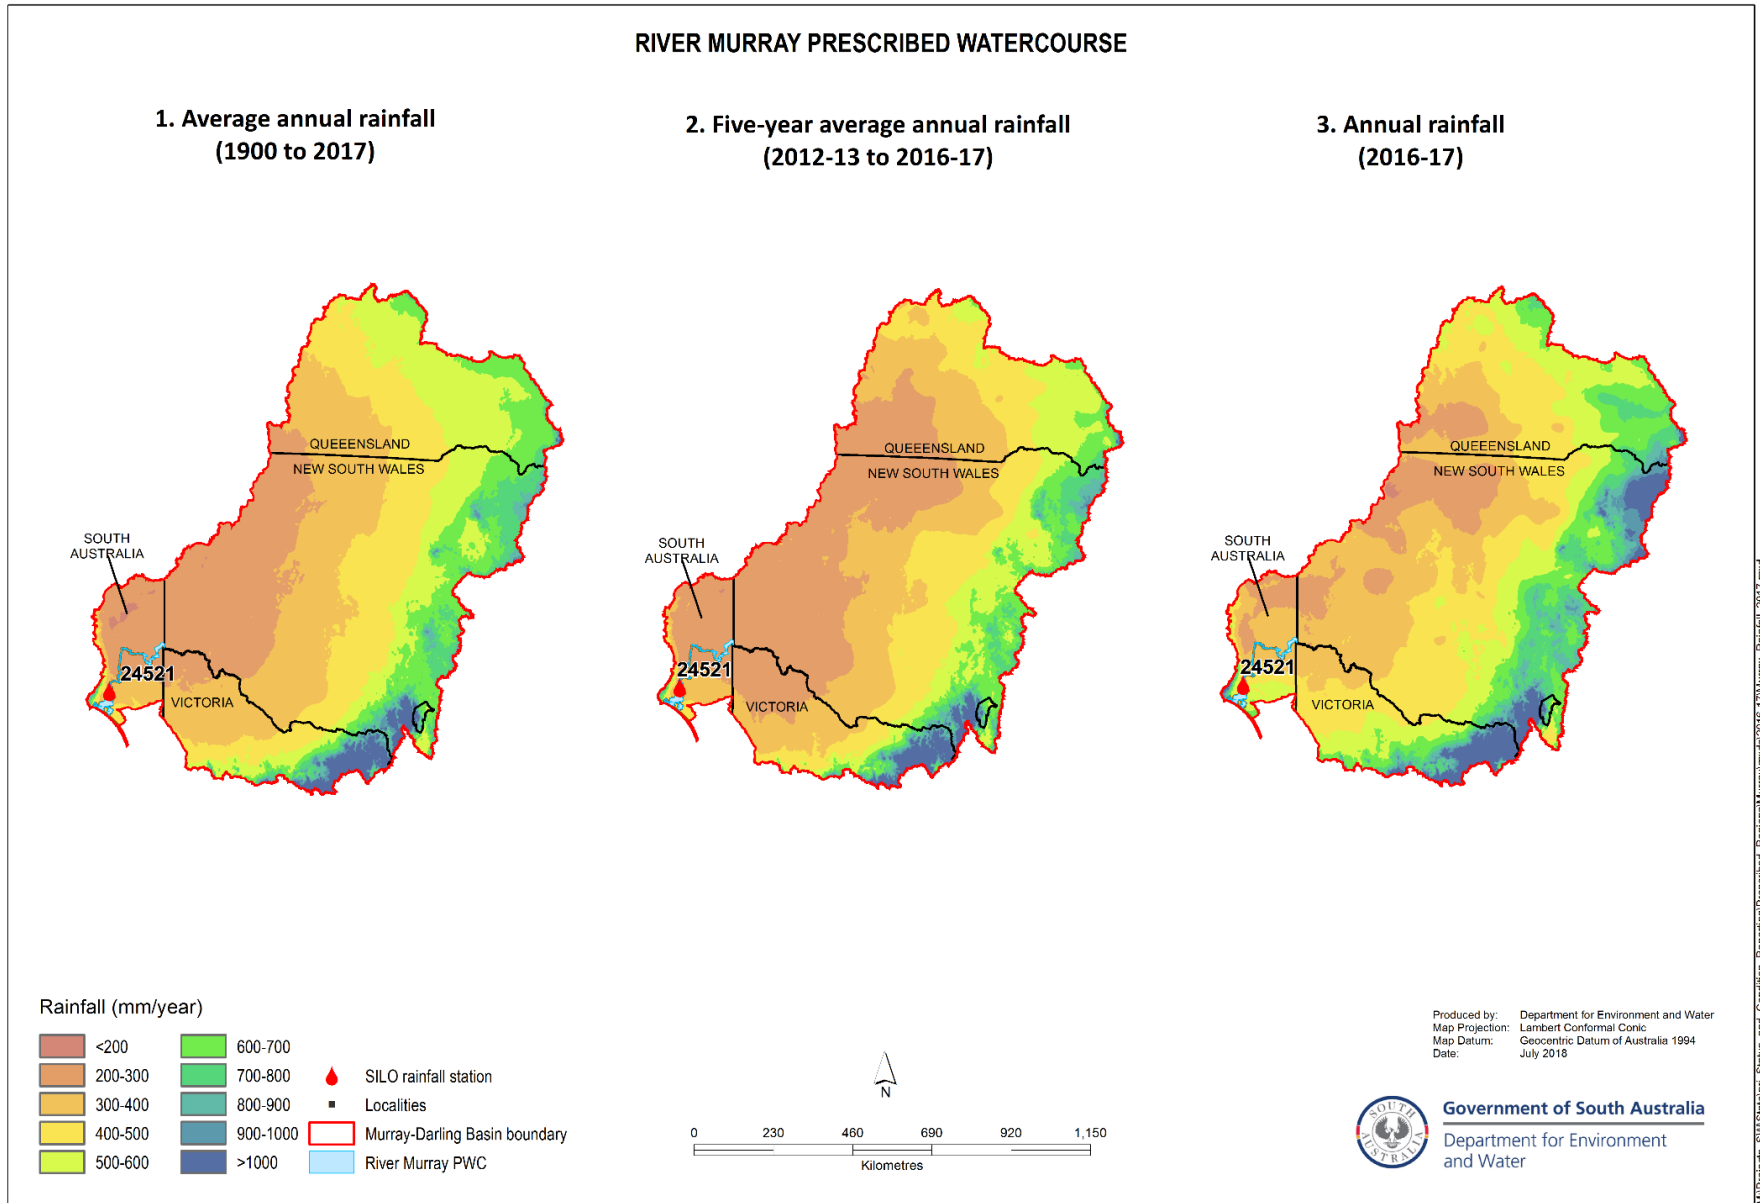 RIVER MURRAY PRESCRIBED WATERCOURSE
1. Average annual rainfall
(1900 to 2017)
2. Five-year average annual rainfall
(2012-13 to 2016-17)
3. Annual rainfall
(2016-17)
QUEEENSLAND
NEW SOUTH WALES
SOUTH
AUSTRALIA
24521
VICTORIA
QUEEENSLAND
NEW SOUTH WALES
SOUTH
AUSTRALIA
24521
VICTORIA
QUEEENSLAND
NEW SOUTH WALES
SOUTH
AUSTRALIA
24521
VICTORIA
Rainfall (mm/year)
<200
200-300
300-400
400-500
500-600
600-700
700-800
800-900
900-1000
>1000
SILO rainfall station
Localities
Murray-Darling Basin boundary
River Murray PWC
N
0 230 460 690 920 1,150
Kilometres
Produced by: Department for Environment and Water
Map Projection: Lambert Conformal Conic
Map Datum: Geocentric Datum of Australia 1994
Date: July 2018
SOUTH
AUSTRALIA
Government of South Australia
Department for Environment
and Water